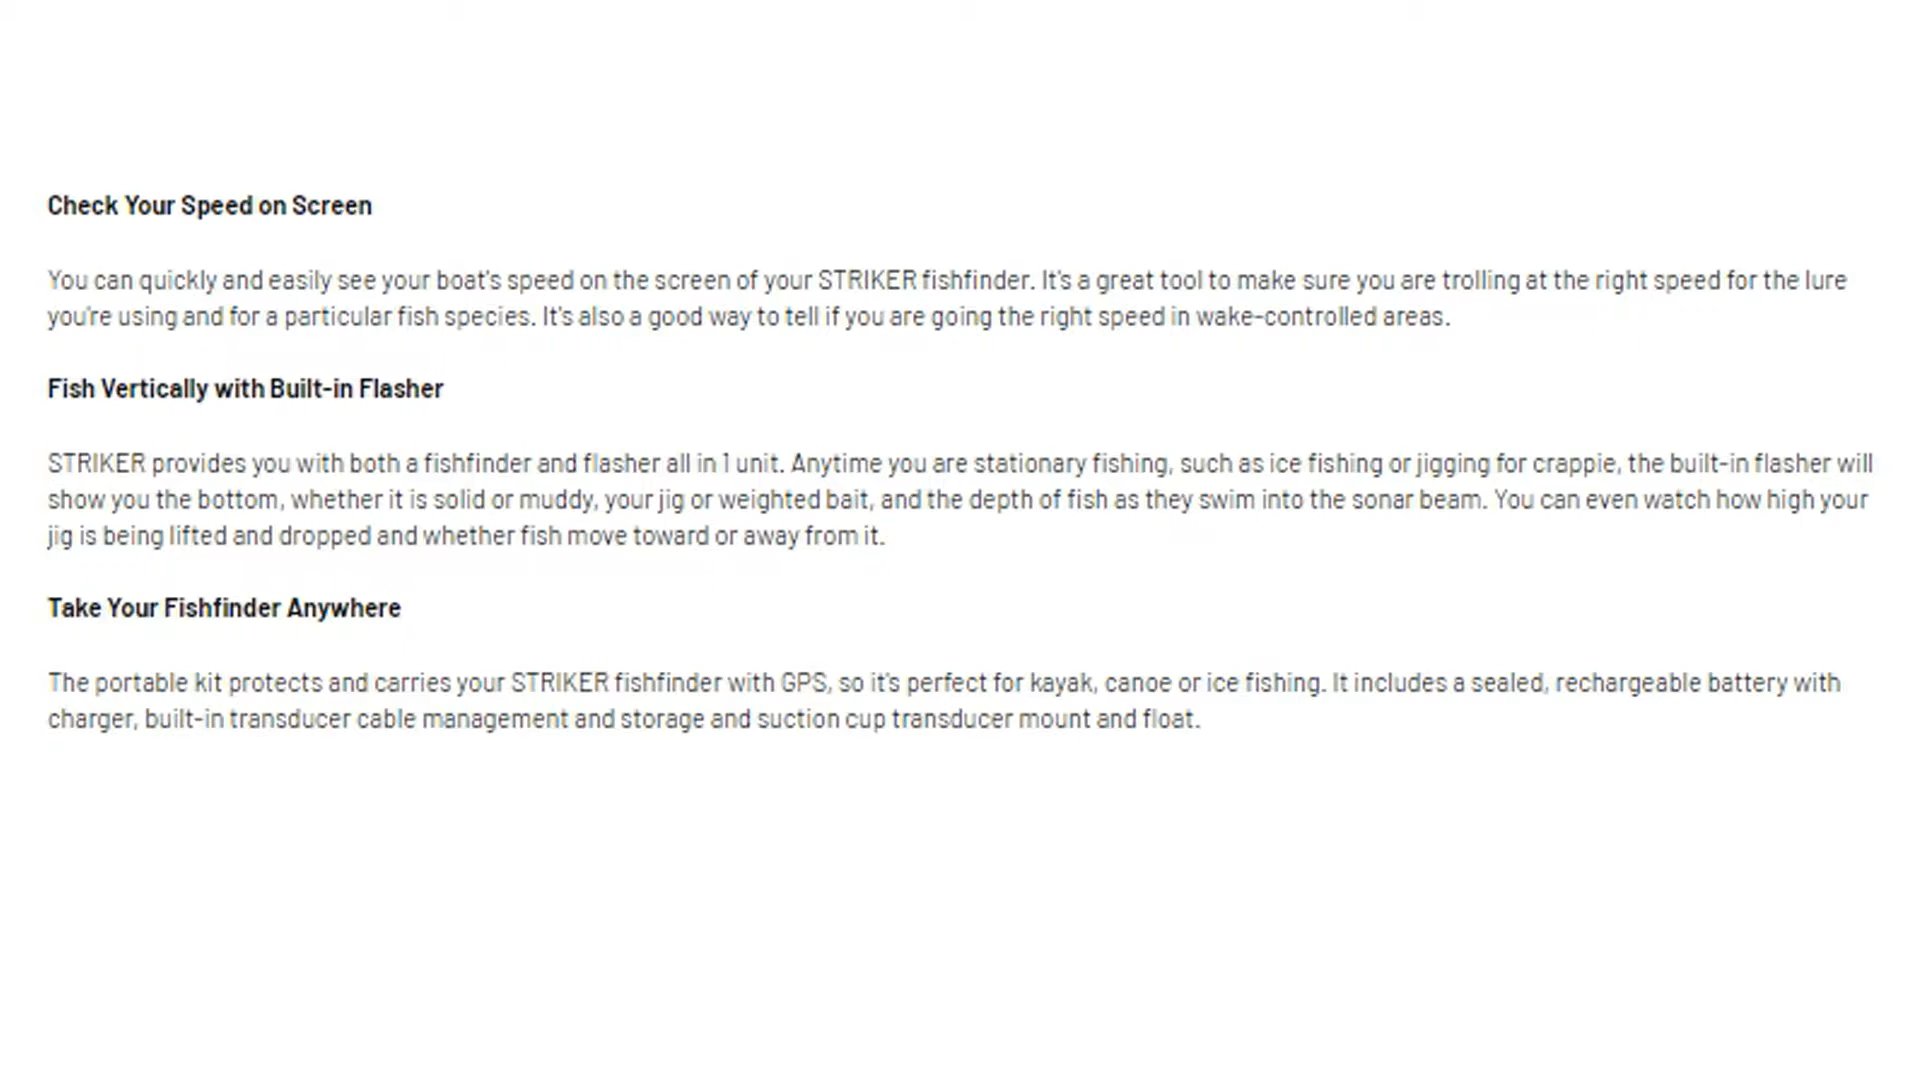 Check Your Speed on Screen
You can quickly and easily see your boat's speed on the screen of your STRIKER fishfinder. It's a great tool to make sure you are trolling at the right speed for the lure
you're using and for a particular fish species. It's also a good way to tell if you are going the right speed in wake-controlled areas.
Fish Vertically with Built-in Flasher
STRIKER provides you with both a fishfinder and flasher all in 1 unit. Anytime you are stationary fishing, such as ice fishing or jigging for crappie, the built-in flasher will
show you the bottom, whether it is solid or muddy, your jig or weighted bait, and the depth of fish as they swim into the sonar beam. You can even watch how high your
jig is being lifted and dropped and whether fish move toward or away from it.
Take Your Fishfinder Anywhere
The portable kit protects and carries your STRIKER fishfinder with GPS, so it's perfect for kayak, canoe or ice fishing. It includes a sealed, rechargeable battery with
charger, built-in transducer cable management and storage and suction cup transducer mount and float.